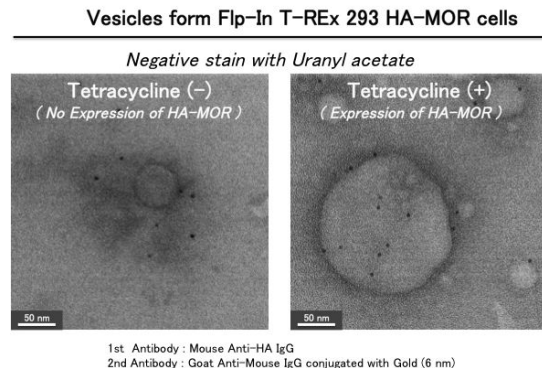 Vesicles form Flp-In T-REx 293 HA-MOR cells
Negative stain with Uranyl acetate
Tetracycline (-)
( No Expression of HA-MOR )
Tetracycline (+)
( Expression of HA-MOR )
50 nm
50 nm
1st Antibody : Mouse Anti-HA IgG
2nd Antibody : Goat Anti-Mouse IgG conjugated with Gold (6 nm)